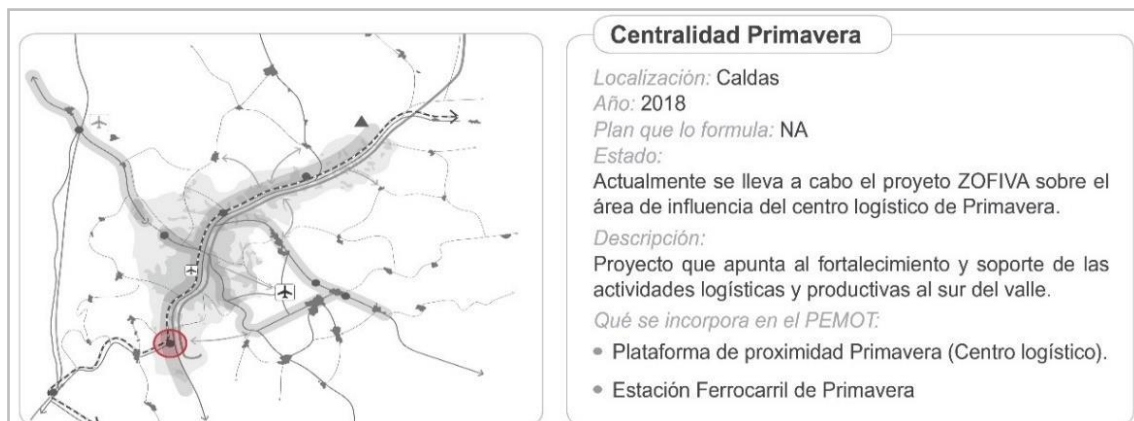 Centralidad Primavera
Localización: Caldas
Año: 2018
Plan que lo formula: NA
Estado:
Actualmente se lleva a cabo el proyeto ZOFIVA sobre el
área de influencia del centro logístico de Primavera.
Descripción:
Proyecto que apunta al fortalecimiento y soporte de las
actividades logísticas y productivas al sur del valle.
Qué se incorpora en el PEMOT:
• Plataforma de proximidad Primavera (Centro logístico).
• Estación Ferrocarril de Primavera